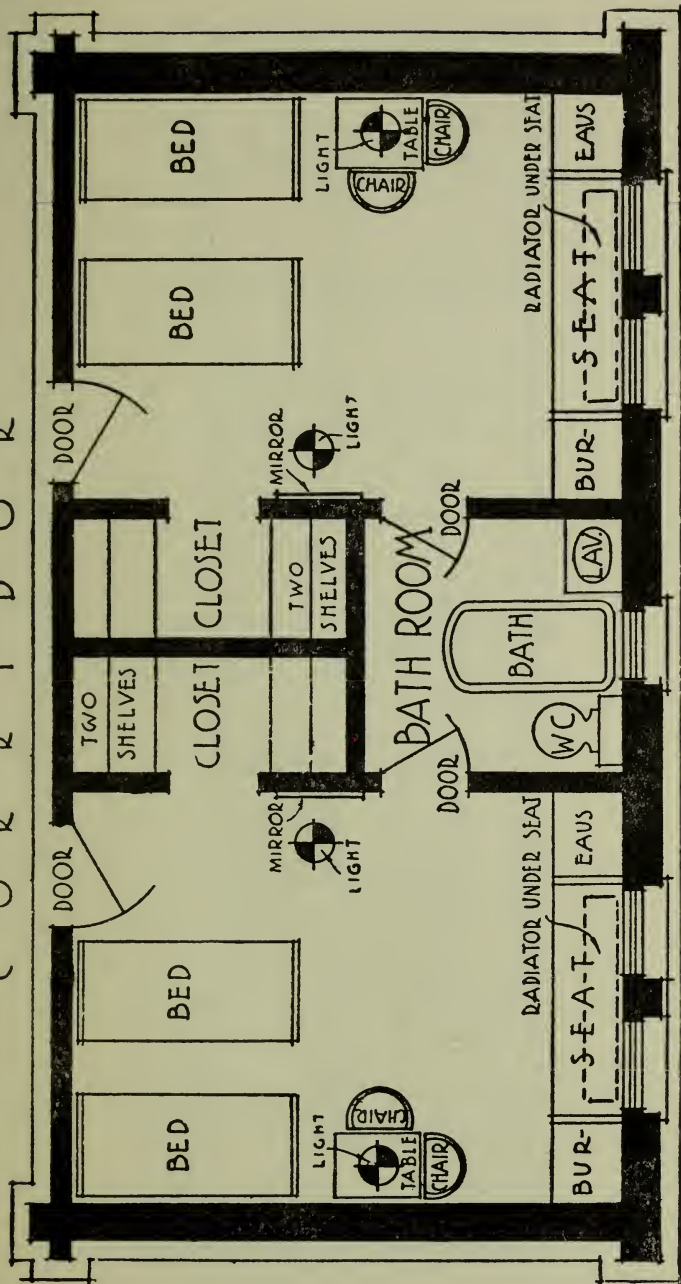 CORRIDOR
DOOR
DOOR
BED
BED
TWO
SHELVES
CLOSET
CLOSET
TWO
SHELVES
BED
BED
MIRROR
LIGHT
MIRROR
LIGHT
LIGHT
TABLE
CHAIR
CHAIR
LIGHT
TABLE
CHAIR
CHAIR
BATH ROOM
DOOR
DOOR
WC
BATH
LAV.
RADIATOR UNDER SEAT
BUR-
--SEAT--
EAUS
RADIATOR UNDER SEAT
BUR-
--SEAT--
EAUS